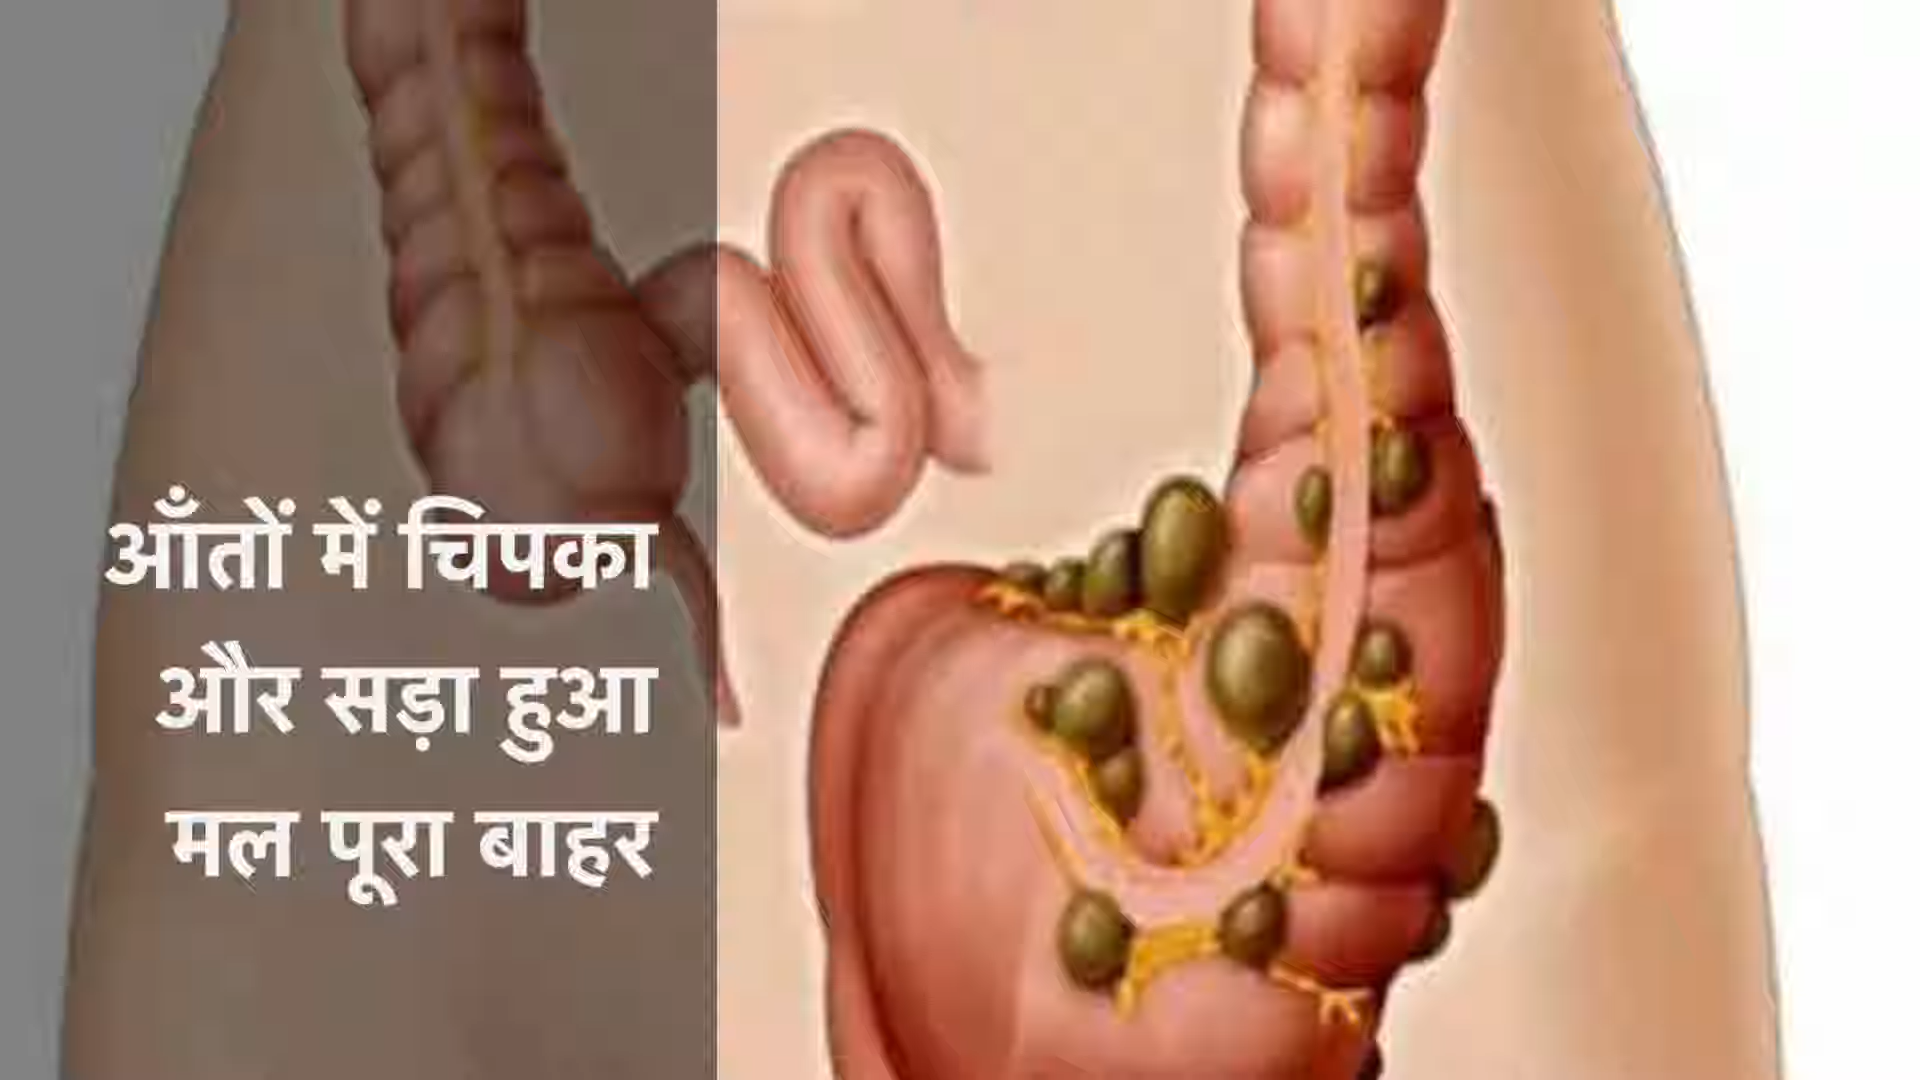 आँतों में चिपका
और सड़ा हुआ
मल पूरा बाहर